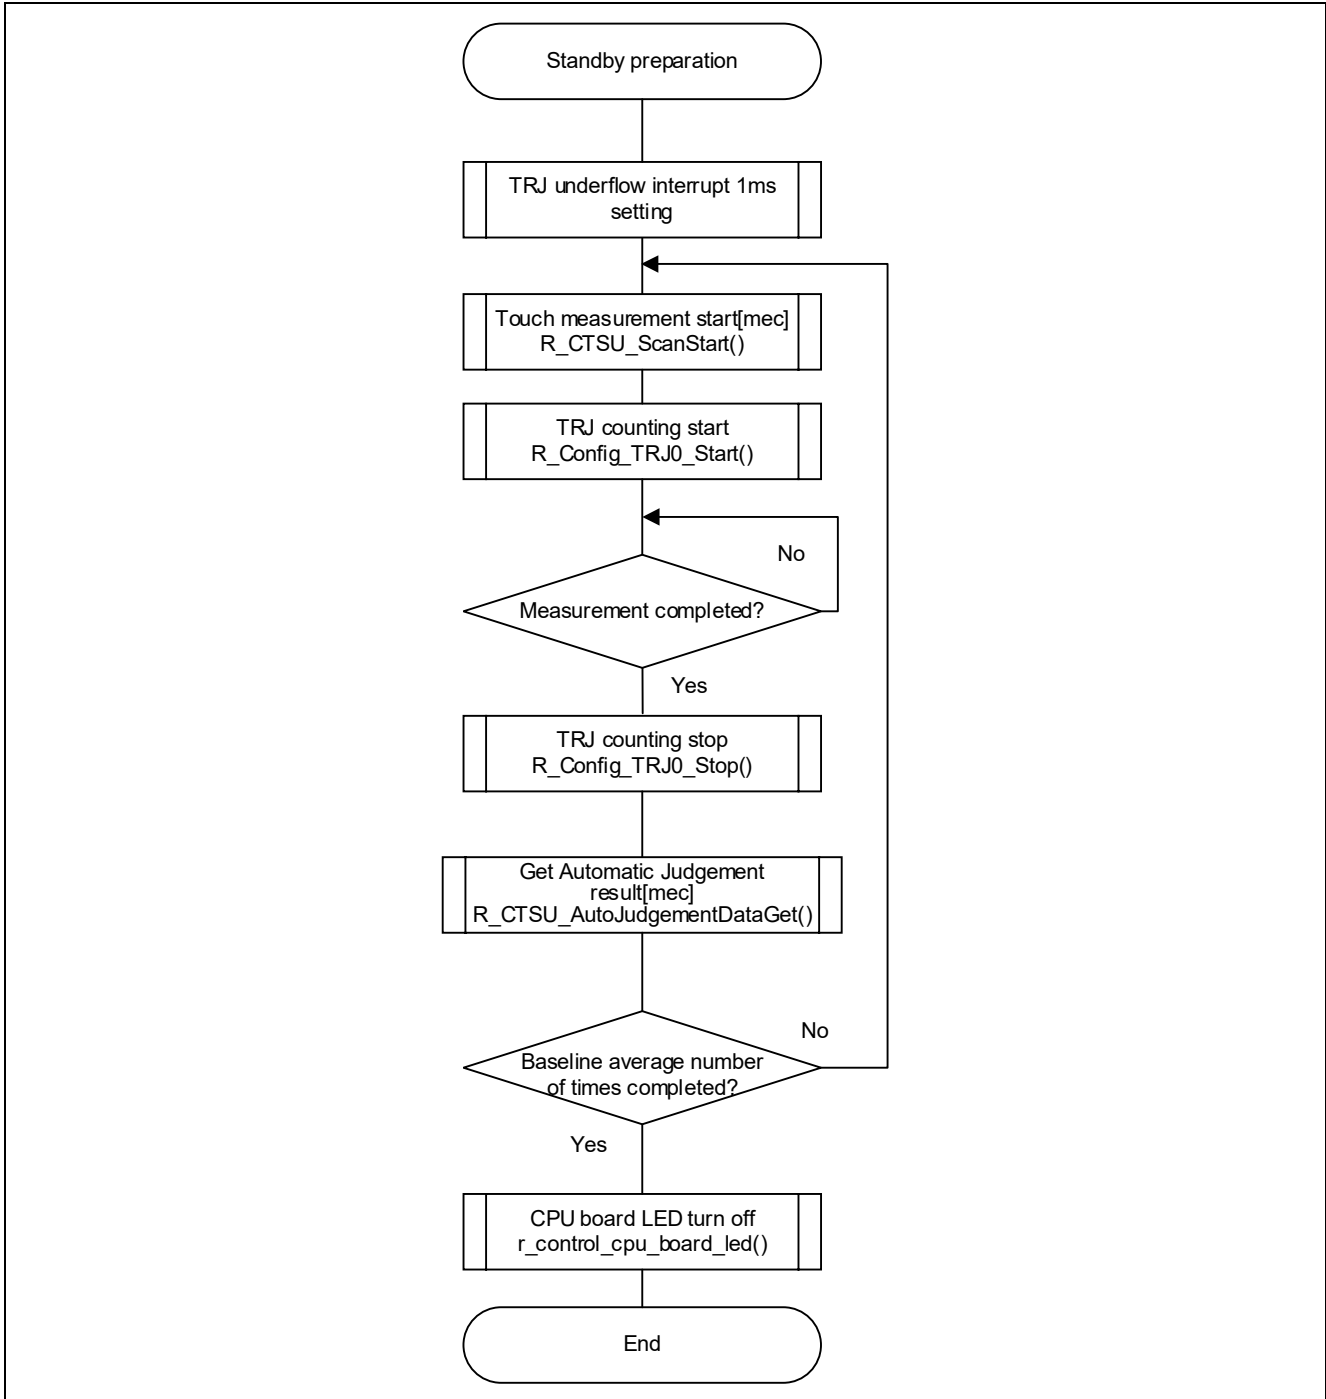 Standby preparation
TRJ underflow interrupt 1ms
setting
Touch measurement start[mec]
R_CTSU_ScanStart()
TRJ counting start
R_Config_TRJ0_Start()
No
Measurement completed?
Yes
TRJ counting stop
R_Config_TRJ0_Stop()
Get Automatic Judgement
result[mec]
R_CTSU_AutoJudgementDataGet()
No
Baseline average number
of times completed?
Yes
CPU board LED turn off
r_control_cpu_board_led()
End